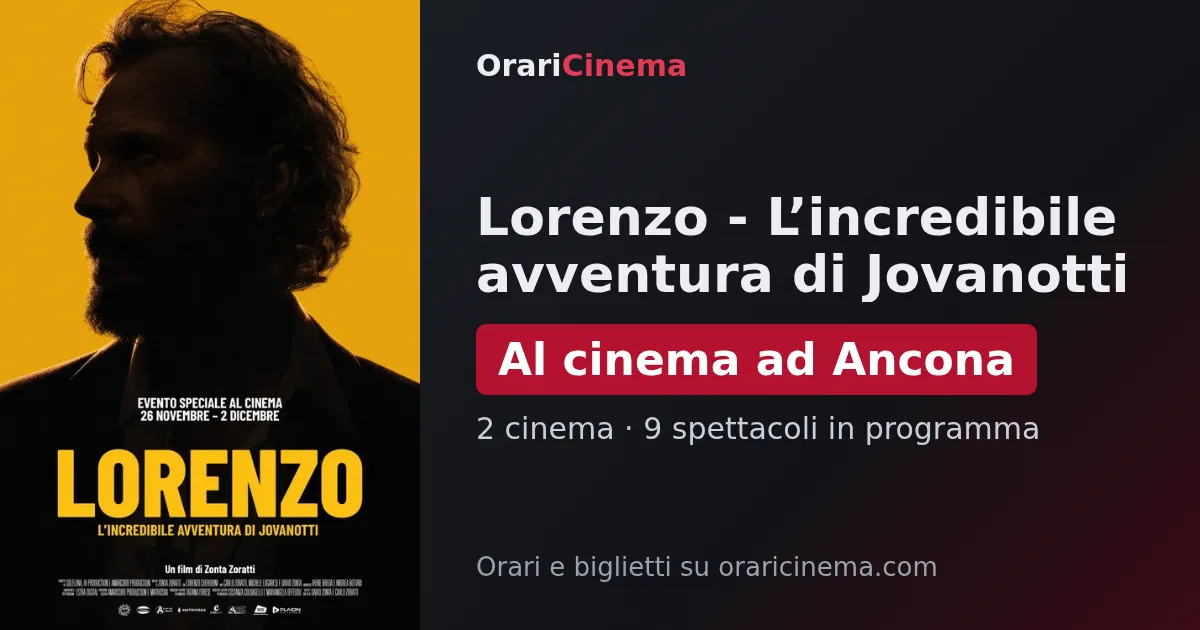 EVENTO SPECIALE AL CINEMA
26 NOVEMBRE – 2 DICEMBRE
LORENZO
L'INCREDIBILE AVVENTURA DI JOVANOTTI
Un film di Zonta Zoratti
OrariCinema
Lorenzo - L’incredibile
avventura di Jovanotti
Al cinema ad Ancona
2 cinema · 9 spettacoli in programma
Orari e biglietti su oraricinema.com